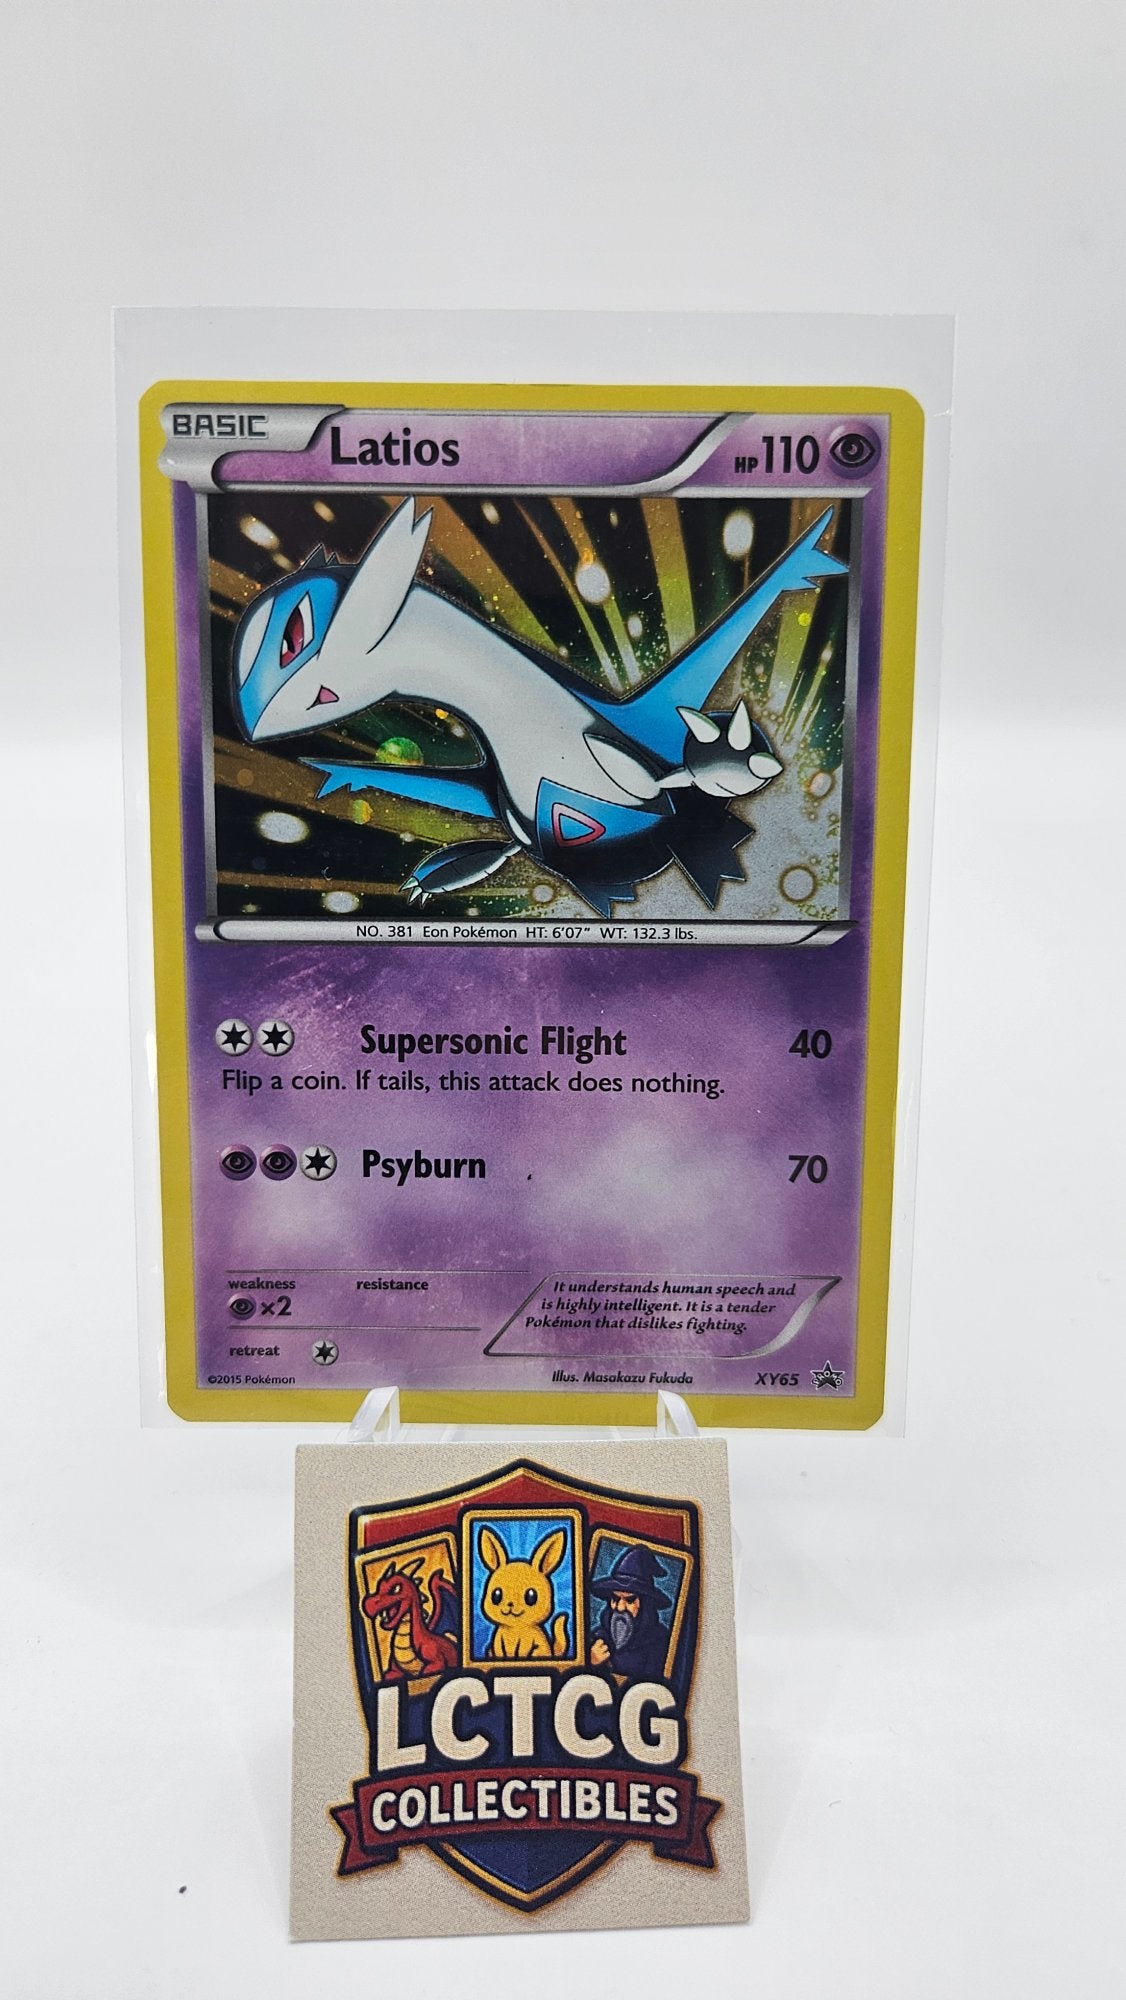 BASIC
Latios
HP110
NO. 381 Eon Pokémon HT: 6'07" WT: 132.3 lbs.
Supersonic Flight 40
Flip a coin. If tails, this attack does nothing.
Psyburn 70
weakness resistance
×2
retreat
It understands human speech and
is highly intelligent. It is a tender
Pokémon that dislikes fighting.
©2015 Pokémon Illus. Masakazu Fukuda XY65 PROMO
LCTCG
COLLECTIBLES